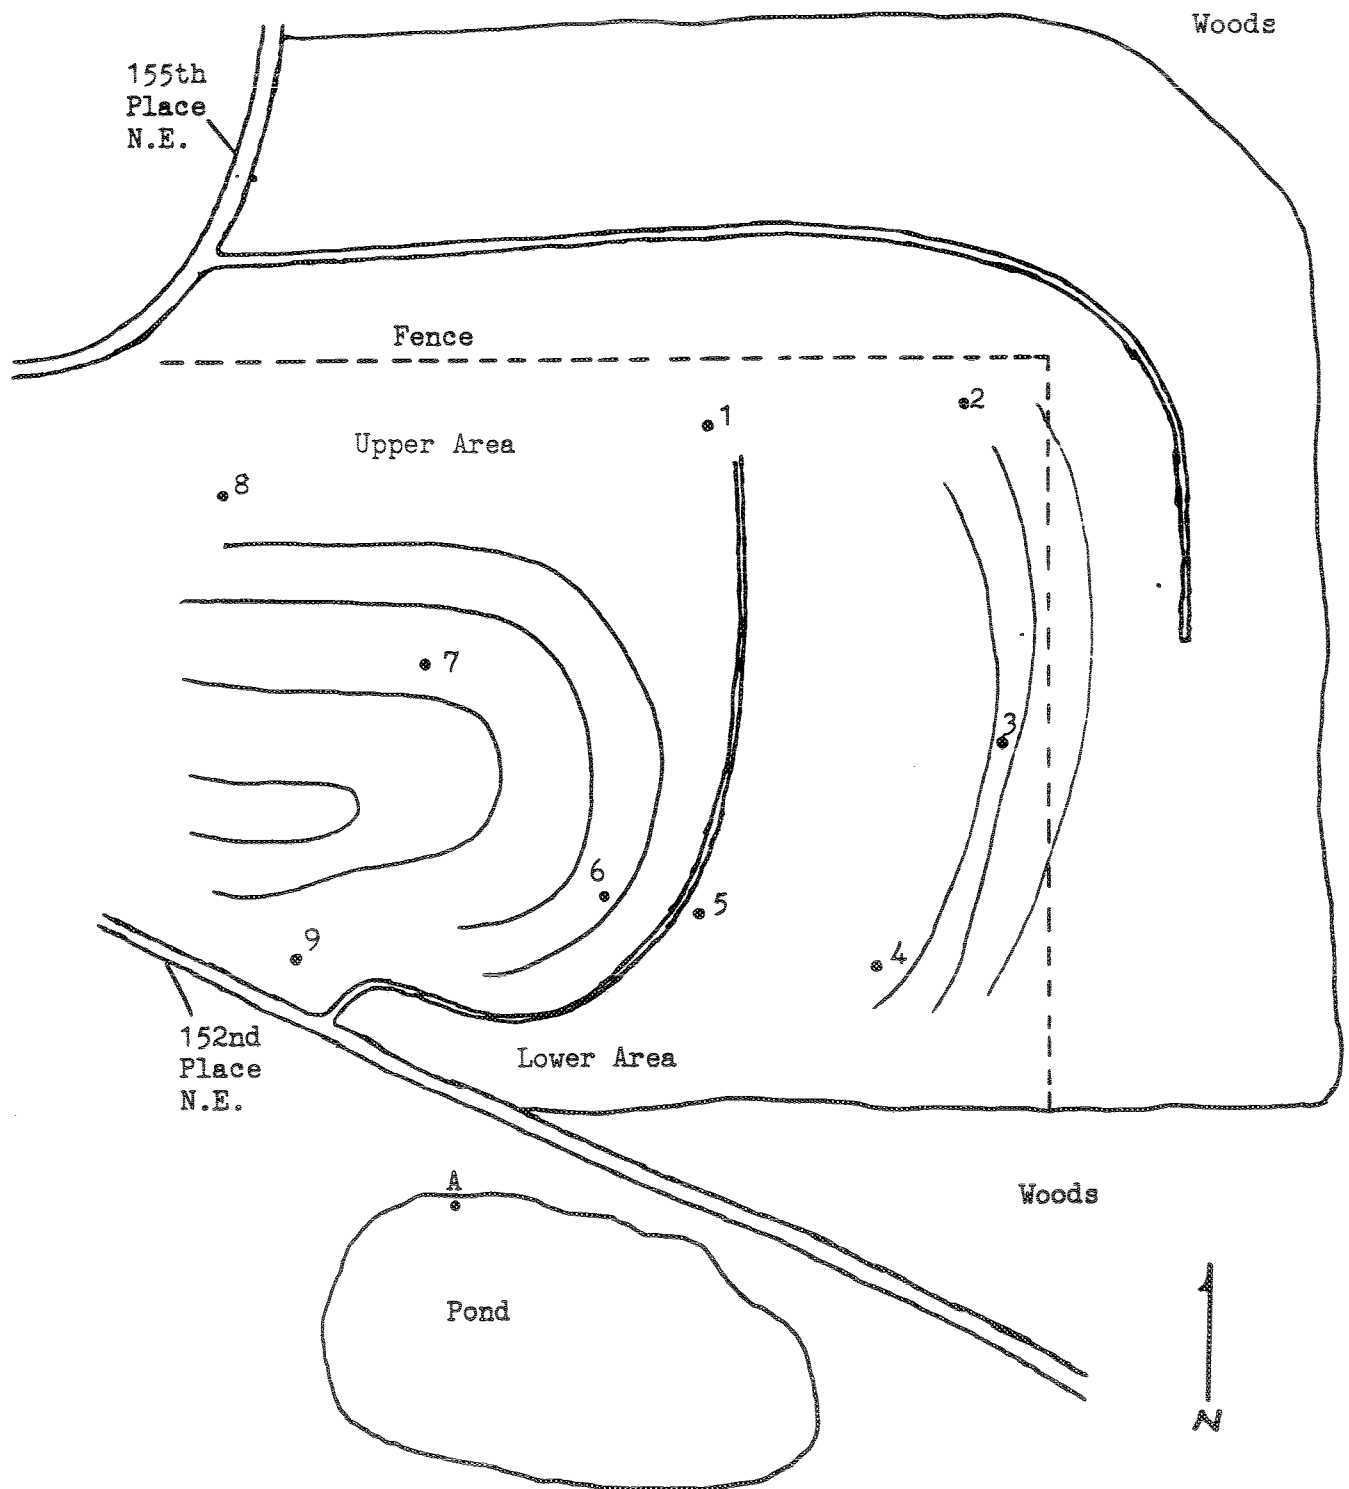 Woods
155th
Place
N.E.
Fence
2
1
Upper Area
8
7
3
6
5
9
4
152nd
Place
N.E.
Lower Area
A
Woods
Pond
N